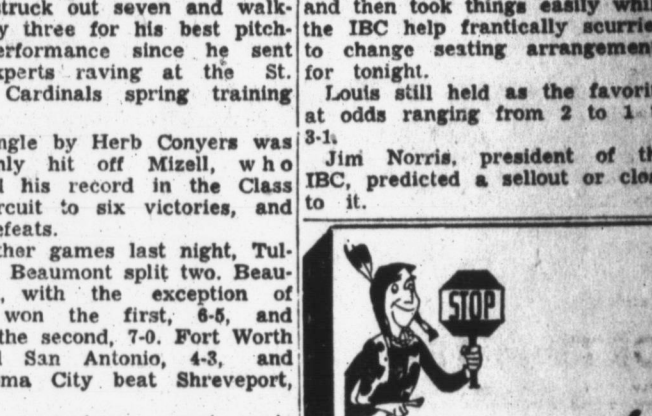 struck out seven and walk-
y three for his best pitch-
erformance since he sent
xperts raving at the St.
Cardinals spring training
ngle by Herb Conyers was
nly hit off Mizell, who
d his record in the Class
rcuit to six victories, and
efeats.
ther games last night, Tul-
Beaumont split two. Beau-
, with the exception of
won the first, 6-5, and
the second, 7-0. Fort Worth
d San Antonio, 4-3, and
ma City beat Shreveport,
and then took things easily whil
the IBC help frantically scurrie
to change seating arrangemen
for tonight.
Louis still held as the favori
at odds ranging from 2 to 1 t
3-1.
Jim Norris, president of th
IBC, predicted a sellout or clos
to it.
STOP